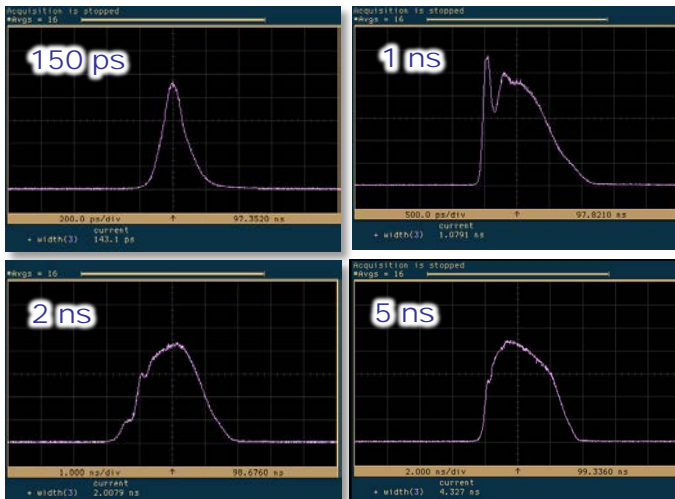 Acquisition is stopped
*Avgs = 16
150 ps
200.0 ps/div ↑ 97.3520 ns
current
+ width(3) 143.1 ps
Acquisition is stopped
*Avgs = 16
1 ns
500.0 ps/div ↑ 97.8210 ns
current
+ width(3) 1.0791 ns
*Avgs = 16
2 ns
1.000 ns/div ↑ 98.6760 ns
current
+ width(3) 2.0079 ns
Acquisition is stopped
*Avgs = 16
5 ns
2.000 ns/div ↑ 99.3360 ns
current
+ width(3) 4.327 ns